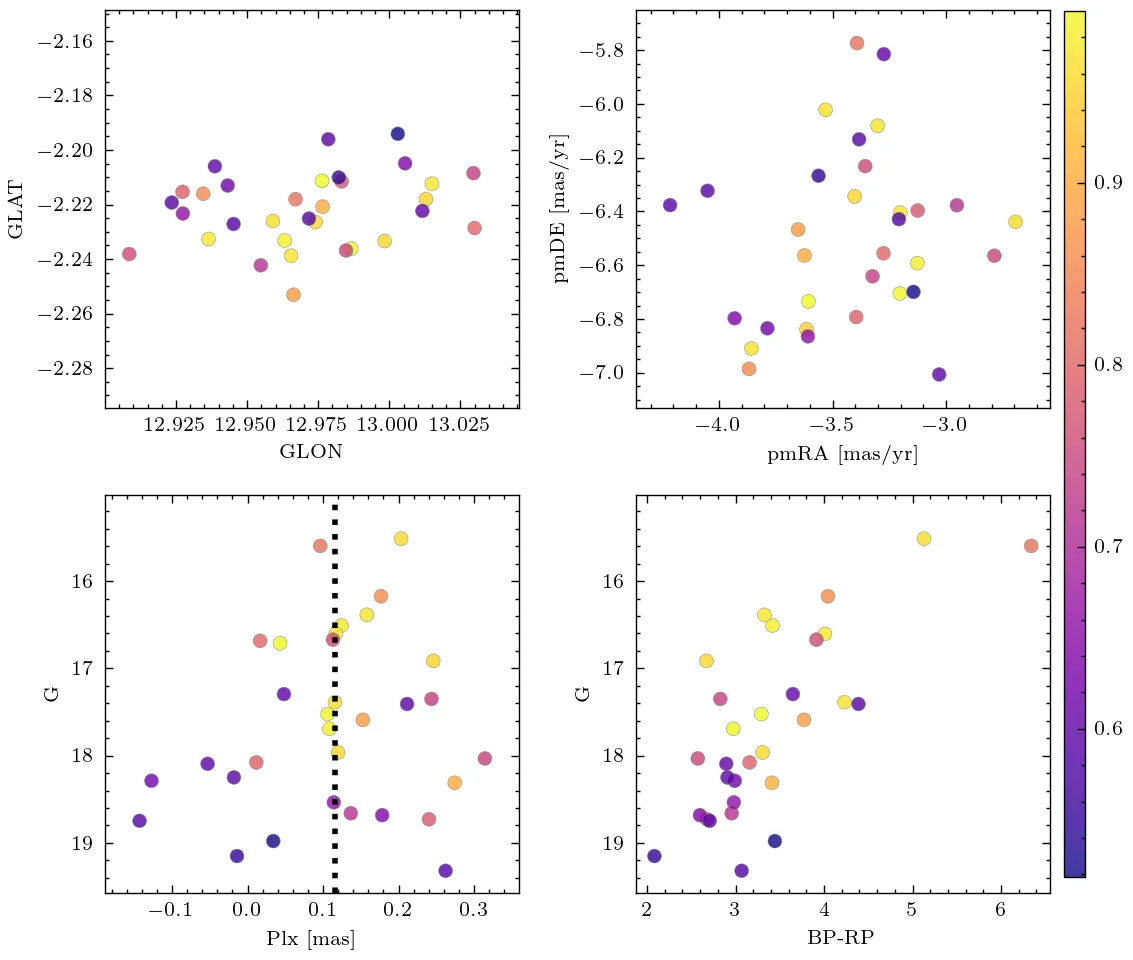 −2.16
−2.18
−2.20
−2.22
−2.24
−2.26
−2.28
GLAT
12.925 12.950 12.975 13.000 13.025
GLON
−5.8
−6.0
−6.2
−6.4
−6.6
−6.8
−7.0
pmDE [mas/yr]
−4.0 −3.5 −3.0
pmRA [mas/yr]
0.9
0.8
0.7
0.6
16
17
18
19
G
−0.1 0.0 0.1 0.2 0.3
Plx [mas]
16
17
18
19
G
2 3 4 5 6
BP-RP